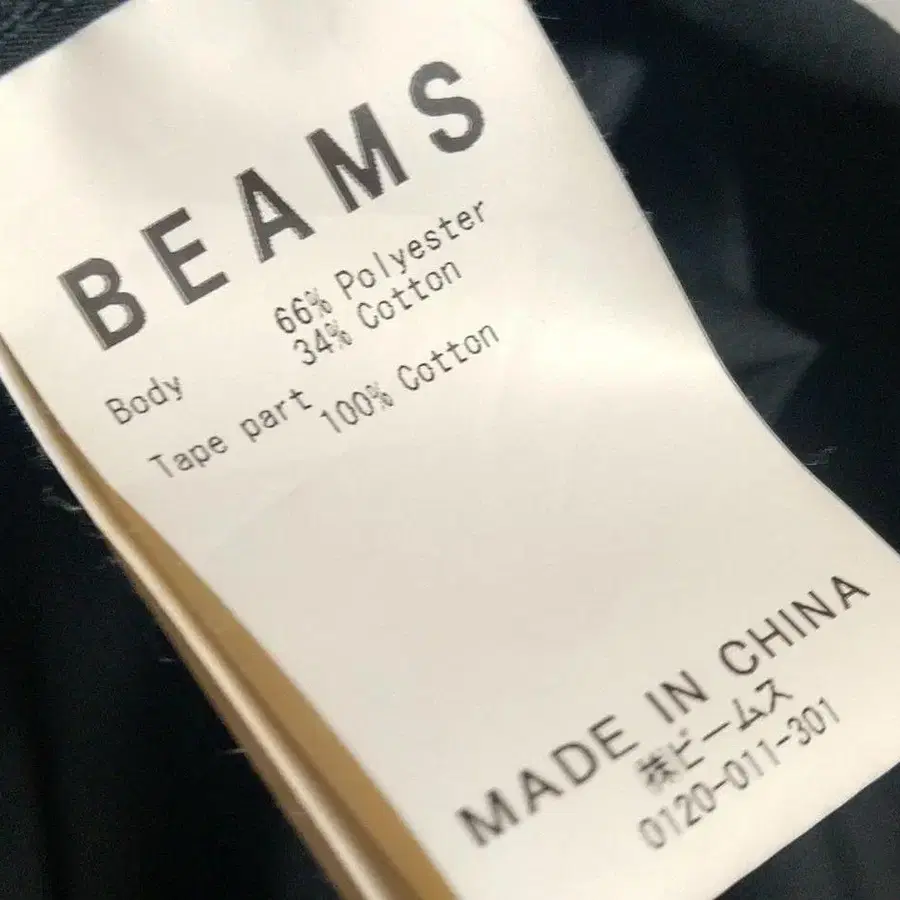 BEAMS
Body 66% Polyester
34% Cotton
Tape part 100% Cotton
MADE IN CHINA
㈱ビームス
0120-011-301